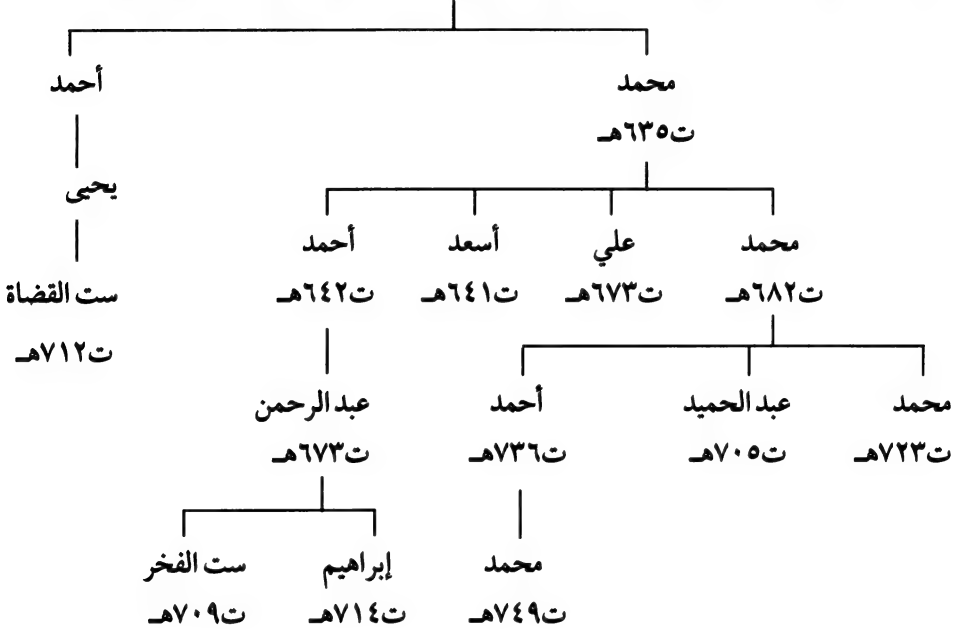 محمد أحمد
ت٦٣٥هـ
يحيى
محمد علي أسعد أحمد
ت٦٨٢هـ ت٦٧٣هـ ت٦٤١هـ ت٦٤٢هـ ست القضاة
ت٧١٢هـ
محمد عبد الحميد أحمد عبد الرحمن
ت٧٢٣هـ ت٧٠٥هـ ت٧٣٦هـ ت٦٧٣هـ
محمد إبراهيم ست الفخر
ت٧٤٩هـ ت٧١٤هـ ت٧٠٩هـ